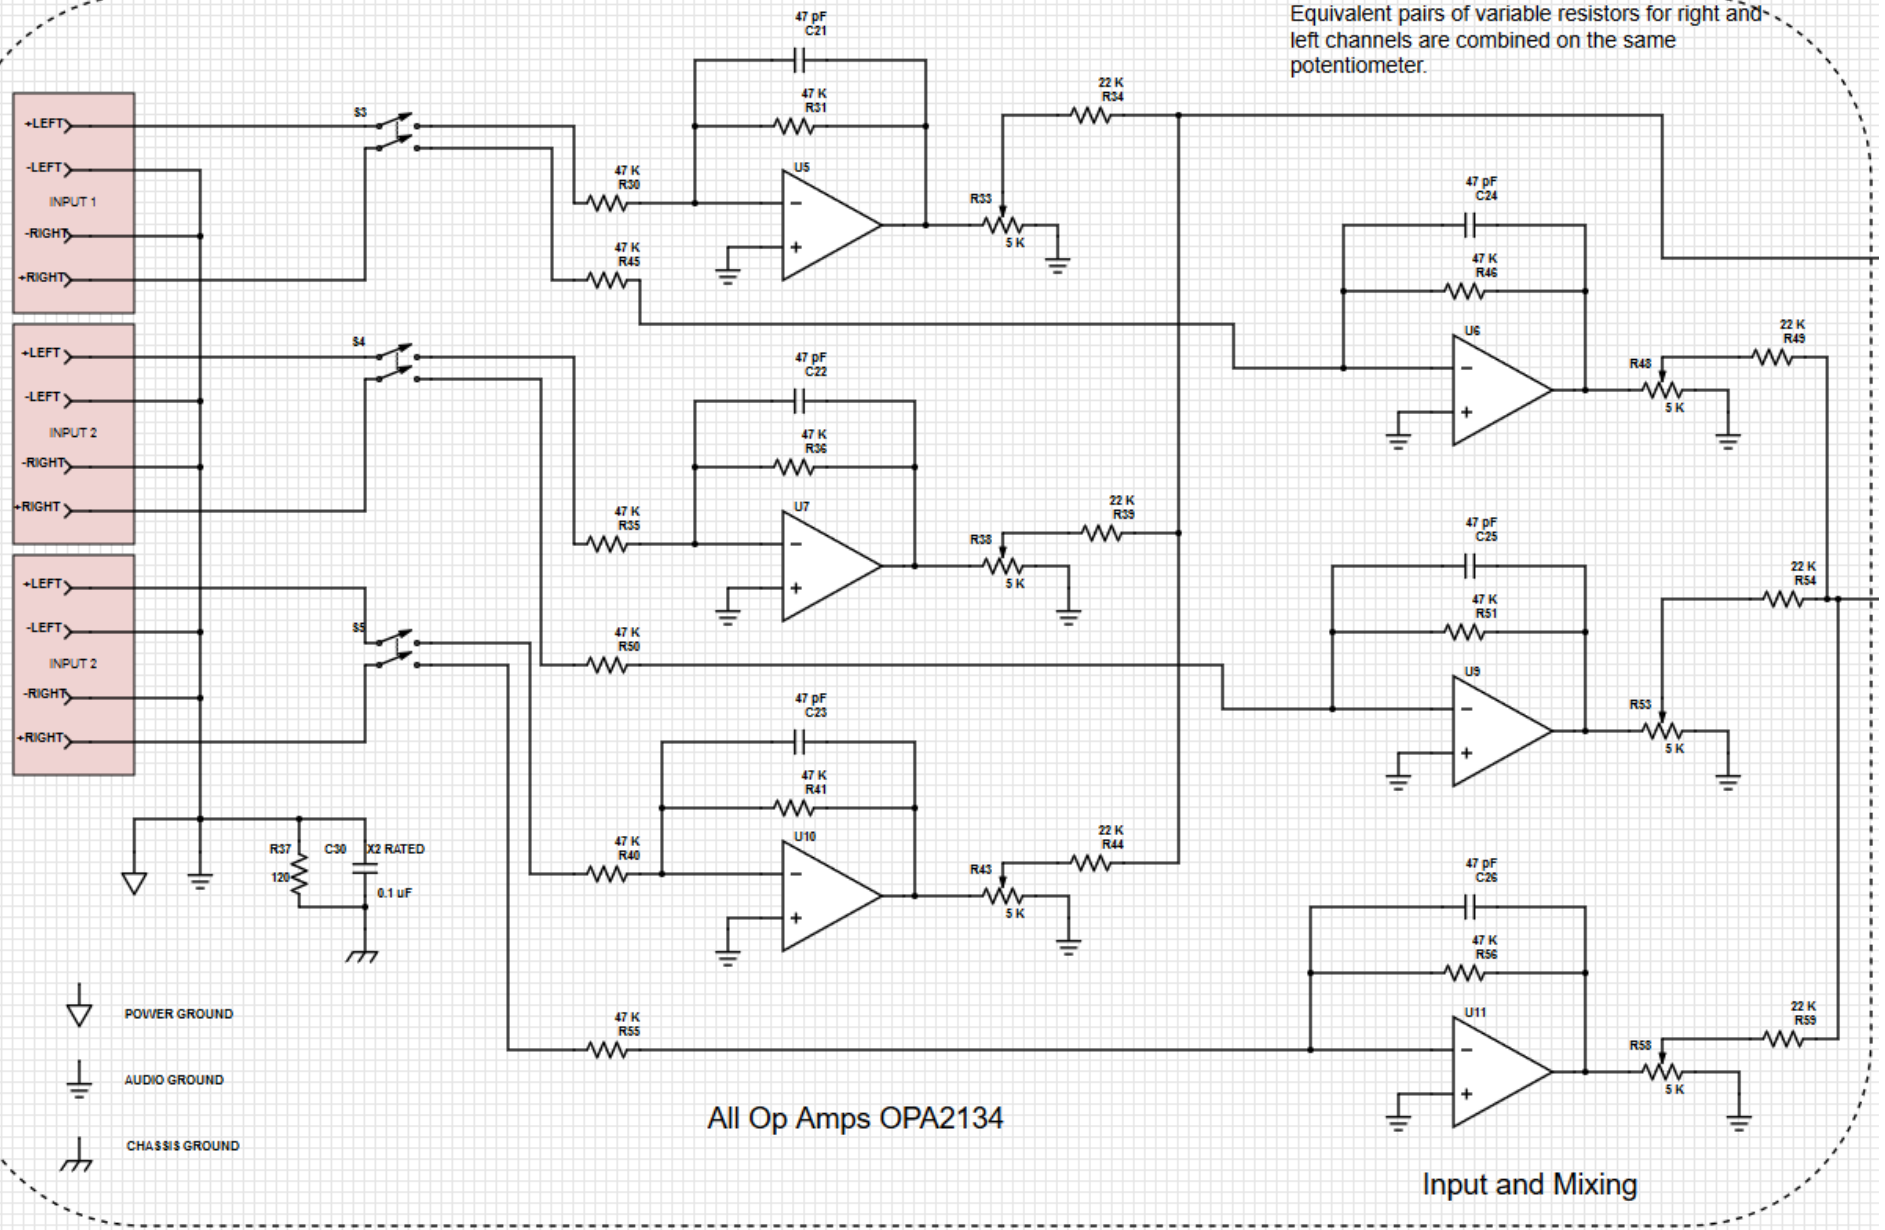 Equivalent pairs of variable resistors for right and
left channels are combined on the same
potentiometer.
47 pF
C21
47 K
R31
22 K
R34
+LEFT
-LEFT
INPUT 1
-RIGHT
+RIGHT
S3
47 K
R30
U5
R33
5 K
47 K
R45
47 pF
C24
47 K
R46
U6
R48
5 K
22 K
R49
+LEFT
-LEFT
INPUT 2
-RIGHT
+RIGHT
S4
47 pF
C22
47 K
R36
47 K
R35
U7
R38
5 K
22 K
R39
47 K
R50
47 pF
C25
47 K
R51
U9
R53
5 K
22 K
R54
+LEFT
-LEFT
INPUT 2
-RIGHT
+RIGHT
S5
47 pF
C23
47 K
R41
47 K
R40
U10
R43
5 K
22 K
R44
R37
120
C30
X2 RATED
0.1 uF
47 pF
C26
47 K
R56
47 K
R55
U11
R58
5 K
22 K
R59
POWER GROUND
AUDIO GROUND
CHASSIS GROUND
All Op Amps OPA2134
Input and Mixing